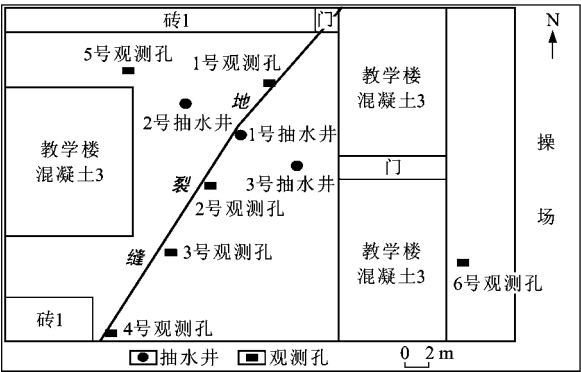 砖1
门
N
5号观测孔
1号观测孔
教学楼
混凝土3
地
2号抽水井
1号抽水井
操
教学楼
混凝土3
3号抽水井
门
裂
2号观测孔
场
缝
3号观测孔
教学楼
混凝土3
6号观测孔
砖1
4号观测孔
抽水井
观测孔
0 2 m